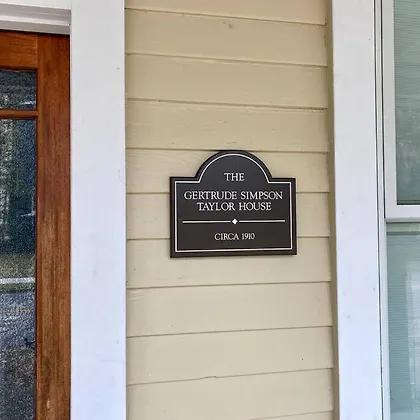 THE
GERTRUDE SIMPSON
TAYLOR HOUSE
CIRCA 1910